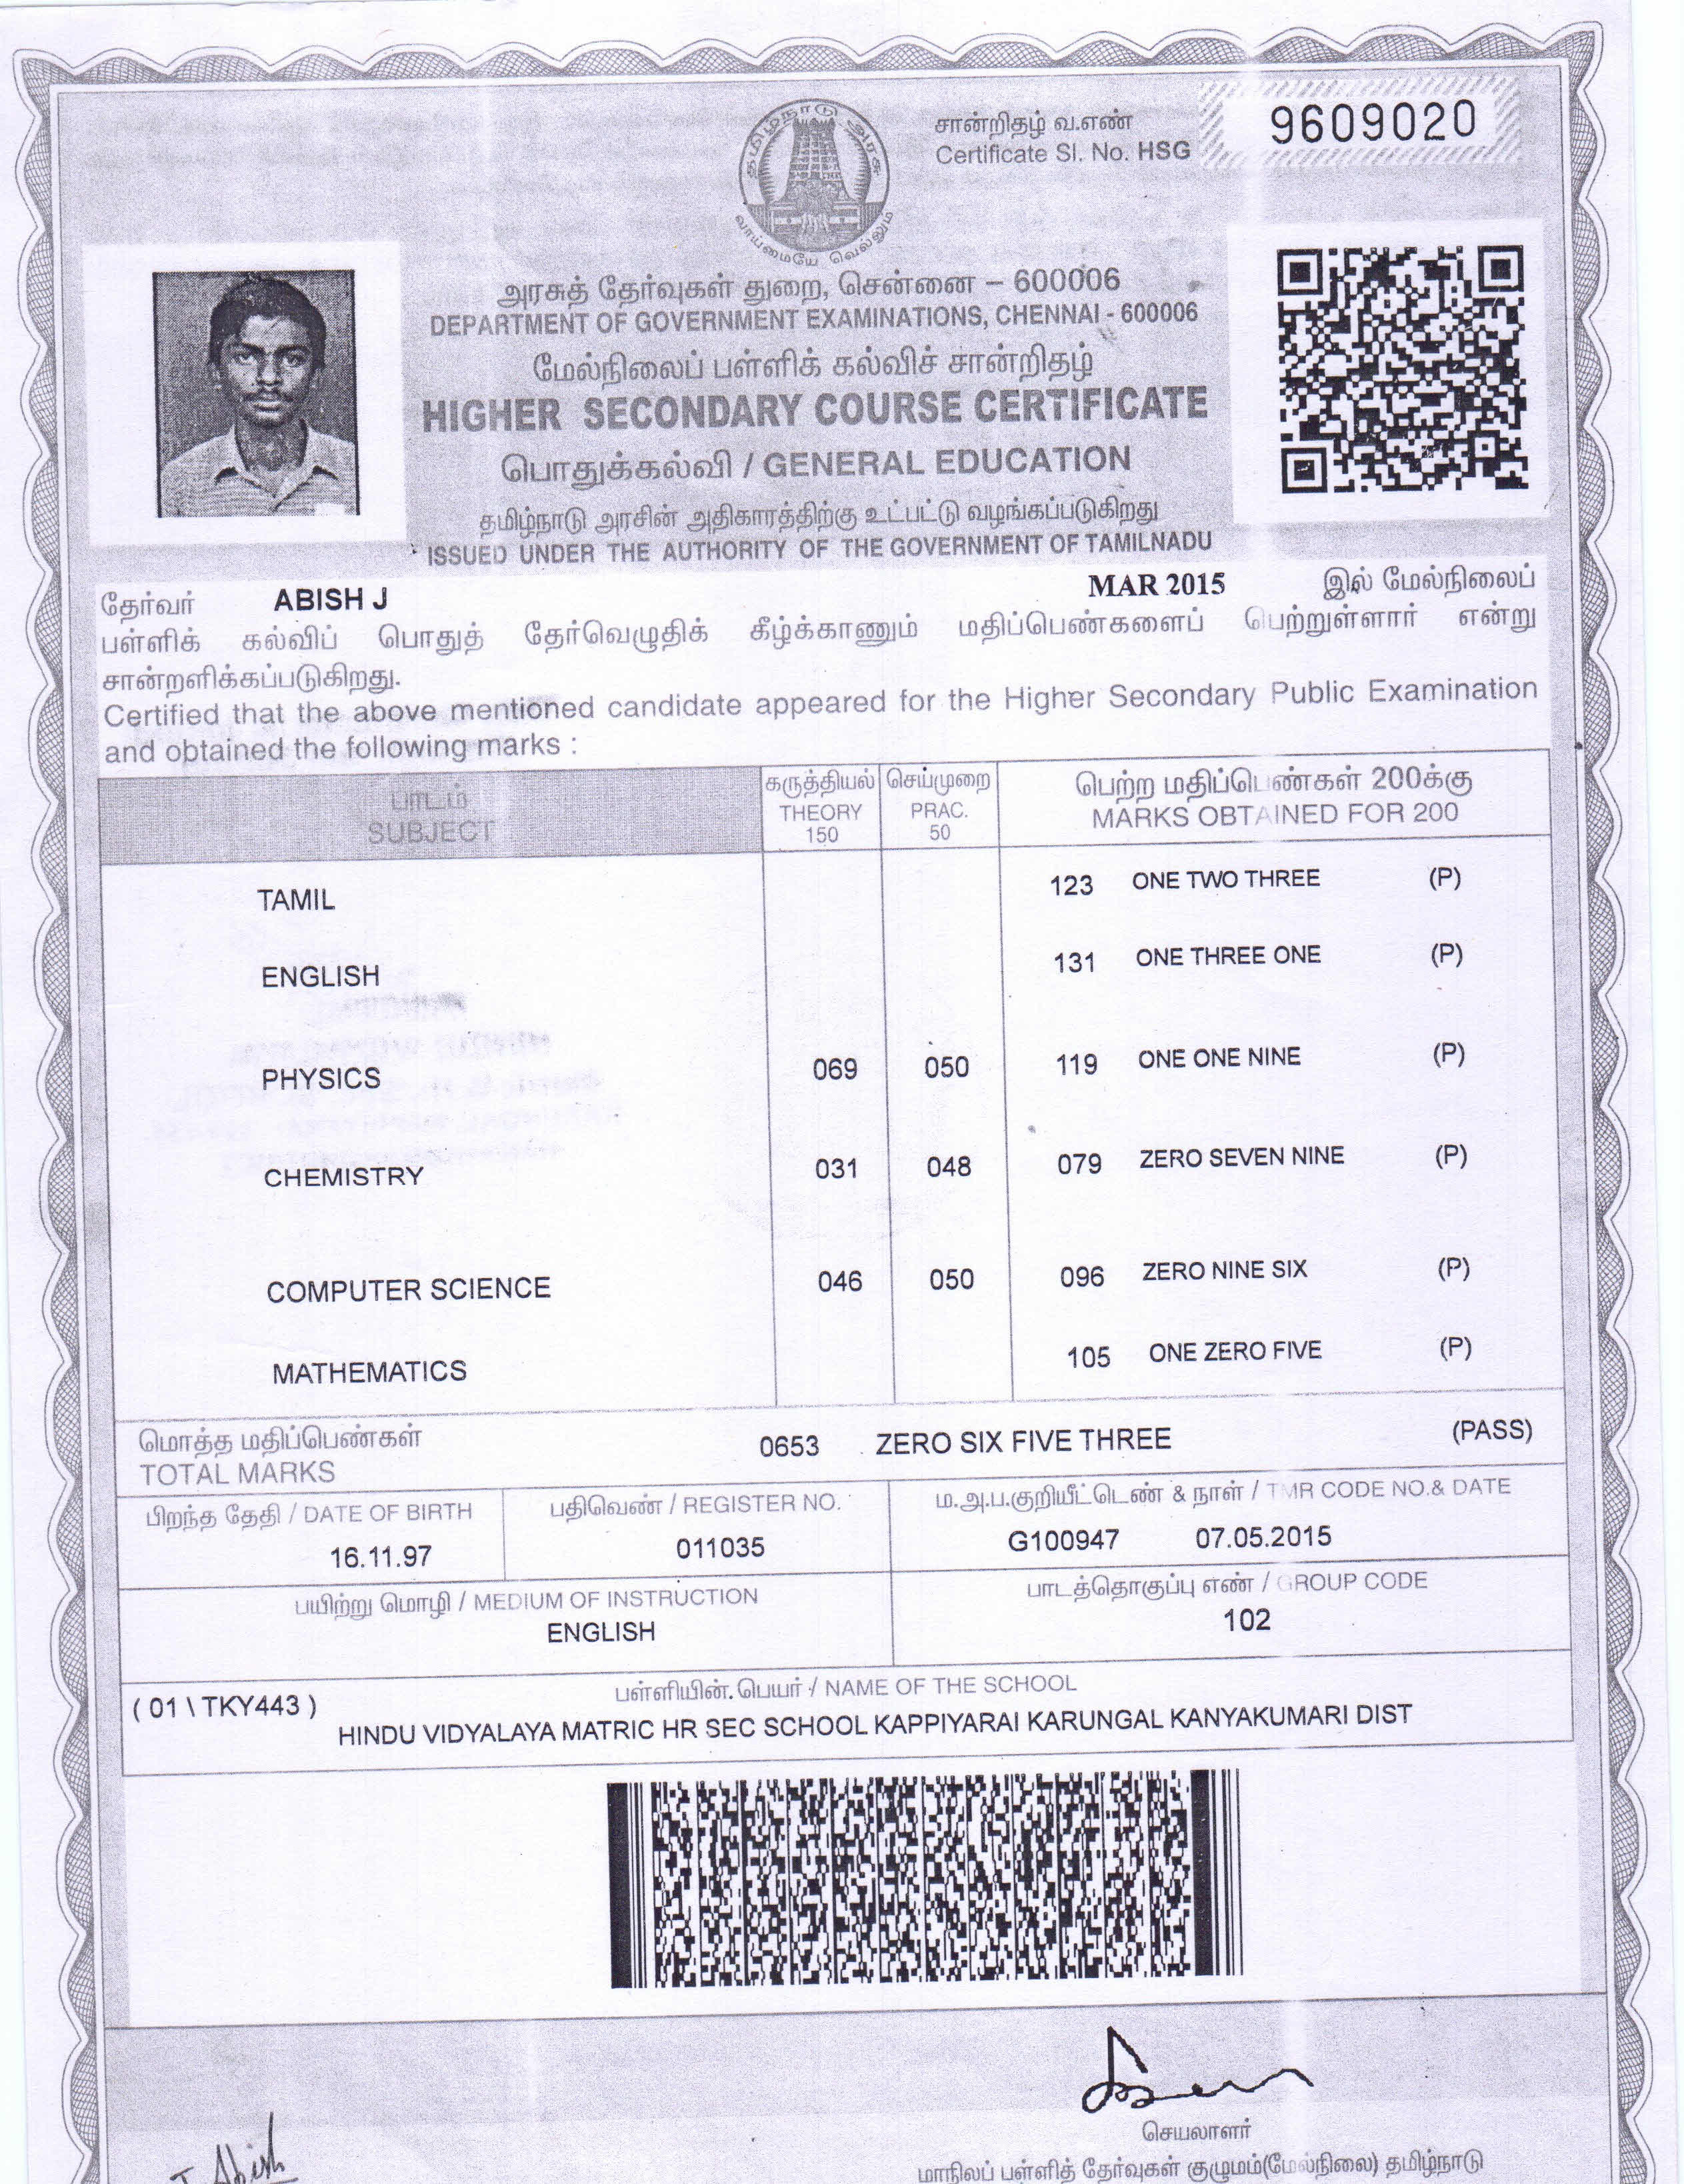 தமிழ்நாடு அரசு
வாய்மையே வெல்லும்
சான்றிதழ் வ.எண்
Certificate Sl. No. HSG
9609020
அரசுத் தேர்வுகள் துறை, சென்னை – 600006
DEPARTMENT OF GOVERNMENT EXAMINATIONS, CHENNAI - 600006
மேல்நிலைப் பள்ளிக் கல்விச் சான்றிதழ்
HIGHER SECONDARY COURSE CERTIFICATE
பொதுக்கல்வி / GENERAL EDUCATION
தமிழ்நாடு அரசின் அதிகாரத்திற்கு உட்பட்டு வழங்கப்படுகிறது
ISSUED UNDER THE AUTHORITY OF THE GOVERNMENT OF TAMILNADU
தேர்வர் ABISH J MAR 2015 இல் மேல்நிலைப்
பள்ளிக் கல்விப் பொதுத் தேர்வெழுதிக் கீழ்க்காணும் மதிப்பெண்களைப் பெற்றுள்ளார் என்று
சான்றளிக்கப்படுகிறது.
Certified that the above mentioned candidate appeared for the Higher Secondary Public Examination
and obtained the following marks :
பாடம் கருத்தியல் செய்முறை பெற்ற மதிப்பெண்கள் 200க்கு
SUBJECT THEORY PRAC. MARKS OBTAINED FOR 200
150 50
TAMIL 123 ONE TWO THREE (P)
ENGLISH 131 ONE THREE ONE (P)
PHYSICS 069 050 119 ONE ONE NINE (P)
CHEMISTRY 031 048 079 ZERO SEVEN NINE (P)
COMPUTER SCIENCE 046 050 096 ZERO NINE SIX (P)
MATHEMATICS 105 ONE ZERO FIVE (P)
மொத்த மதிப்பெண்கள்
TOTAL MARKS 0653 ZERO SIX FIVE THREE (PASS)
பிறந்த தேதி / DATE OF BIRTH பதிவெண் / REGISTER NO. ம.அ.ப.குறியீட்டெண் & நாள் / TMR CODE NO.& DATE
16.11.97 011035 G100947 07.05.2015
பயிற்று மொழி / MEDIUM OF INSTRUCTION பாடத்தொகுப்பு எண் / GROUP CODE
ENGLISH 102
( 01 \ TKY443 ) பள்ளியின் பெயர் / NAME OF THE SCHOOL
HINDU VIDYALAYA MATRIC HR SEC SCHOOL KAPPIYARAI KARUNGAL KANYAKUMARI DIST
செயலாளர்
J. Abish
மாநிலப் பள்ளித் தேர்வுகள் குழுமம்(மேல்நிலை) தமிழ்நாடு